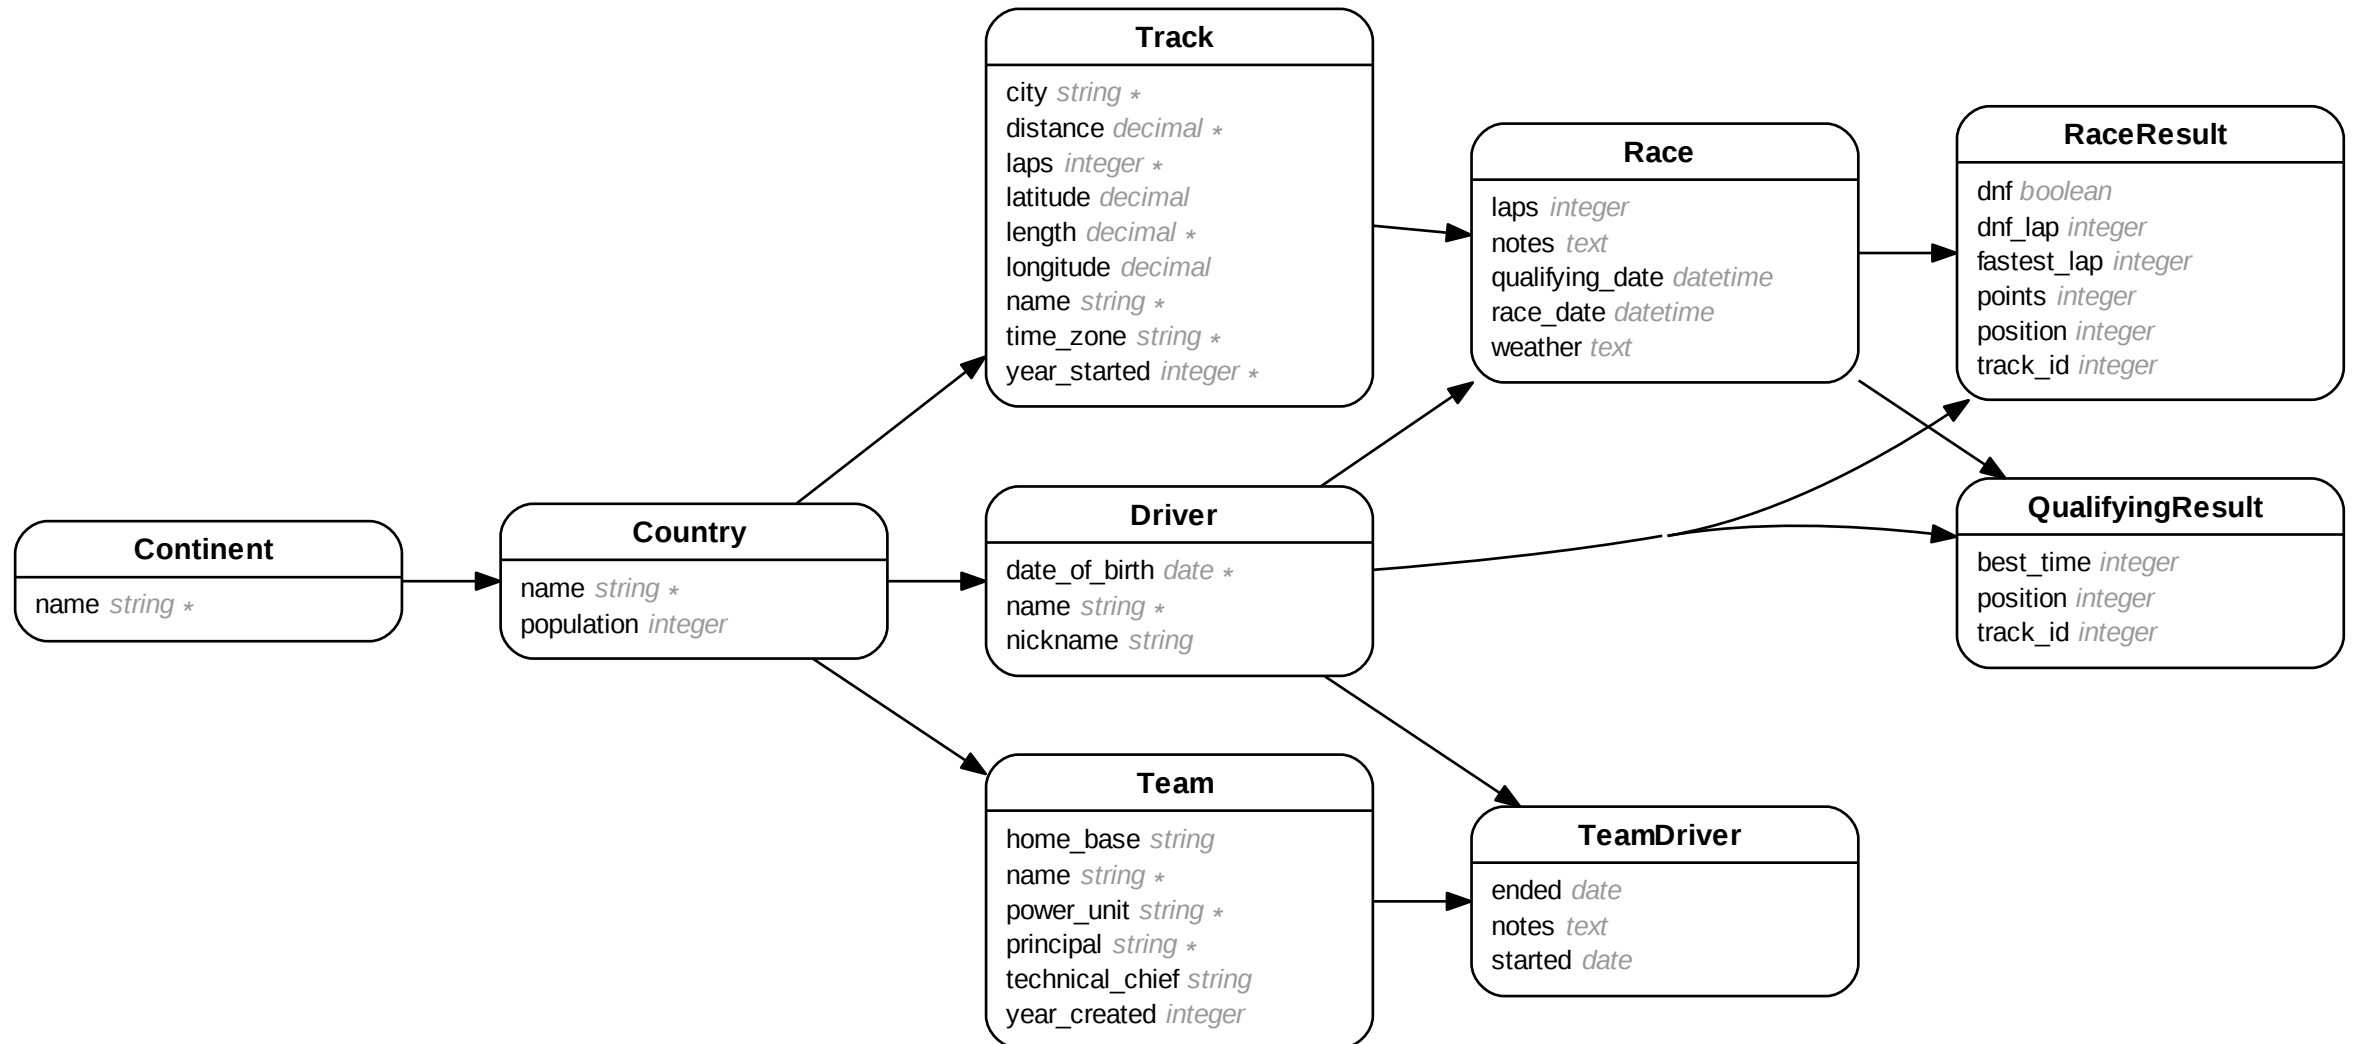 Track
city string *
distance decimal *
laps integer *
latitude decimal
length decimal *
longitude decimal
name string *
time_zone string *
year_started integer *
Race
laps integer
notes text
qualifying_date datetime
race_date datetime
weather text
RaceResult
dnf boolean
dnf_lap integer
fastest_lap integer
points integer
position integer
track_id integer
Continent
name string *
Country
name string *
population integer
Driver
date_of_birth date *
name string *
nickname string
QualifyingResult
best_time integer
position integer
track_id integer
Team
home_base string
name string *
power_unit string *
principal string *
technical_chief string
year_created integer
TeamDriver
ended date
notes text
started date